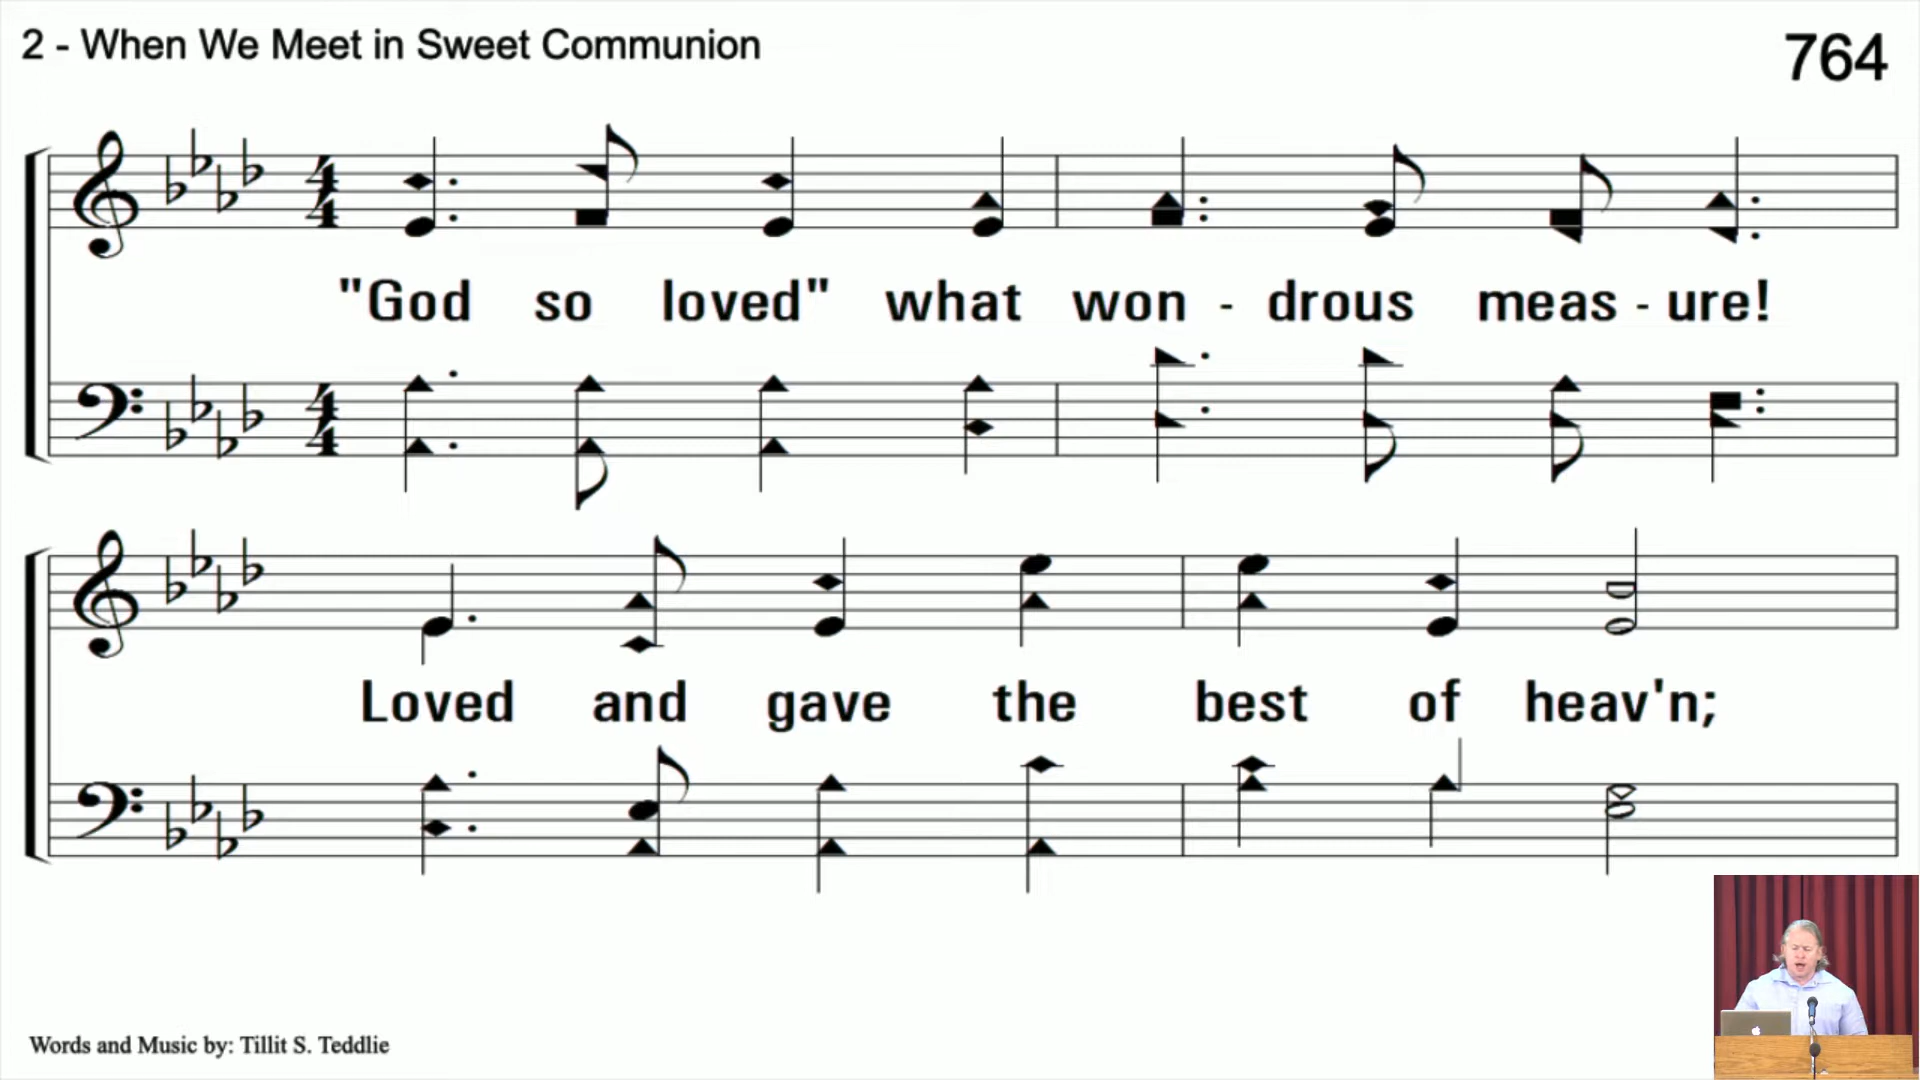 2 - When We Meet in Sweet Communion
764
"God so loved" what won - drous meas - ure!
Loved and gave the best of heav'n;
Words and Music by: Tillit S. Teddlie